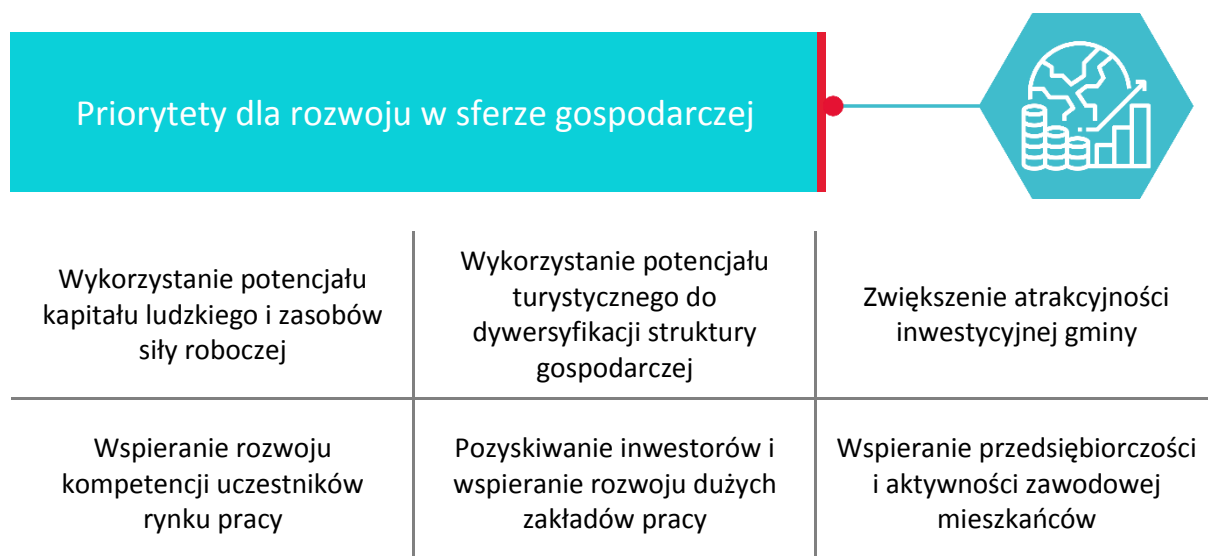 Priorytety dla rozwoju w sferze gospodarczej
Wykorzystanie potencjału
kapitału ludzkiego i zasobów
siły roboczej
Wykorzystanie potencjału
turystycznego do
dywersyfikacji struktury
gospodarczej
Zwiększenie atrakcyjności
inwestycyjnej gminy
Wspieranie rozwoju
kompetencji uczestników
rynku pracy
Pozyskiwanie inwestorów i
wspieranie rozwoju dużych
zakładów pracy
Wspieranie przedsiębiorczości
i aktywności zawodowej
mieszkańców